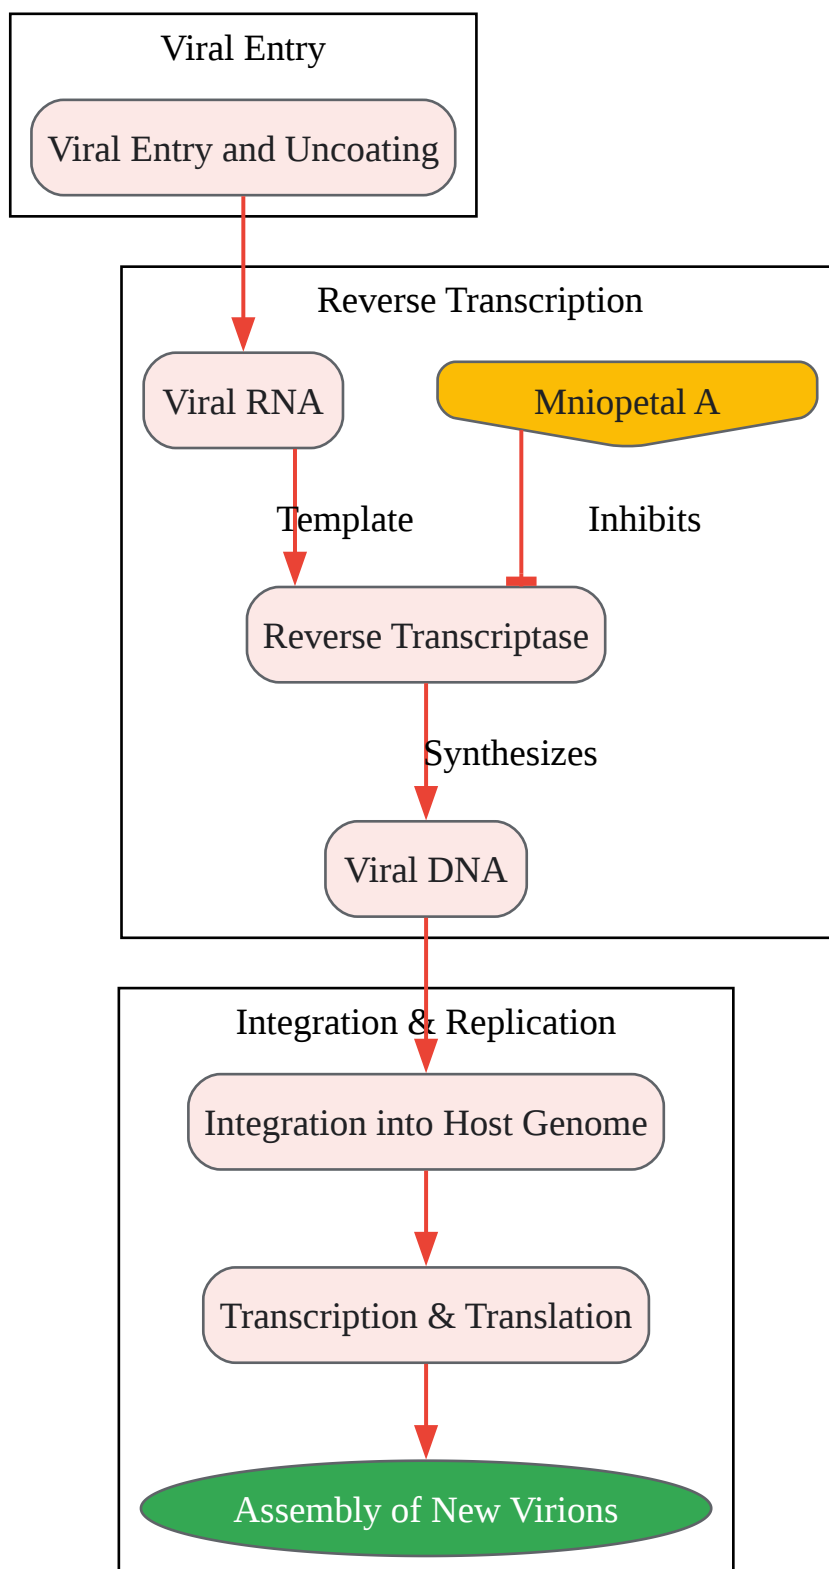 Viral Entry
Viral Entry and Uncoating
Reverse Transcription
Viral RNA
Mniopetal A
Template
Inhibits
Reverse Transcriptase
Synthesizes
Viral DNA
Integration & Replication
Integration into Host Genome
Transcription & Translation
Assembly of New Virions